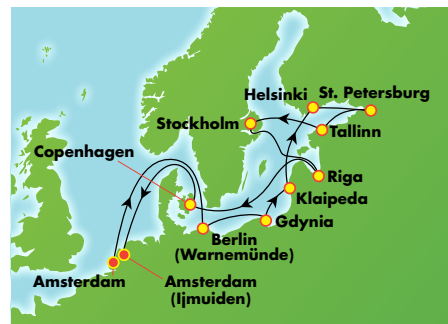 Helsinki
St. Petersburg
Stockholm
Tallinn
Copenhagen
Riga
Klaipeda
Gdynia
Berlin
(Warnemünde)
Amsterdam
Amsterdam
(Ijmuiden)